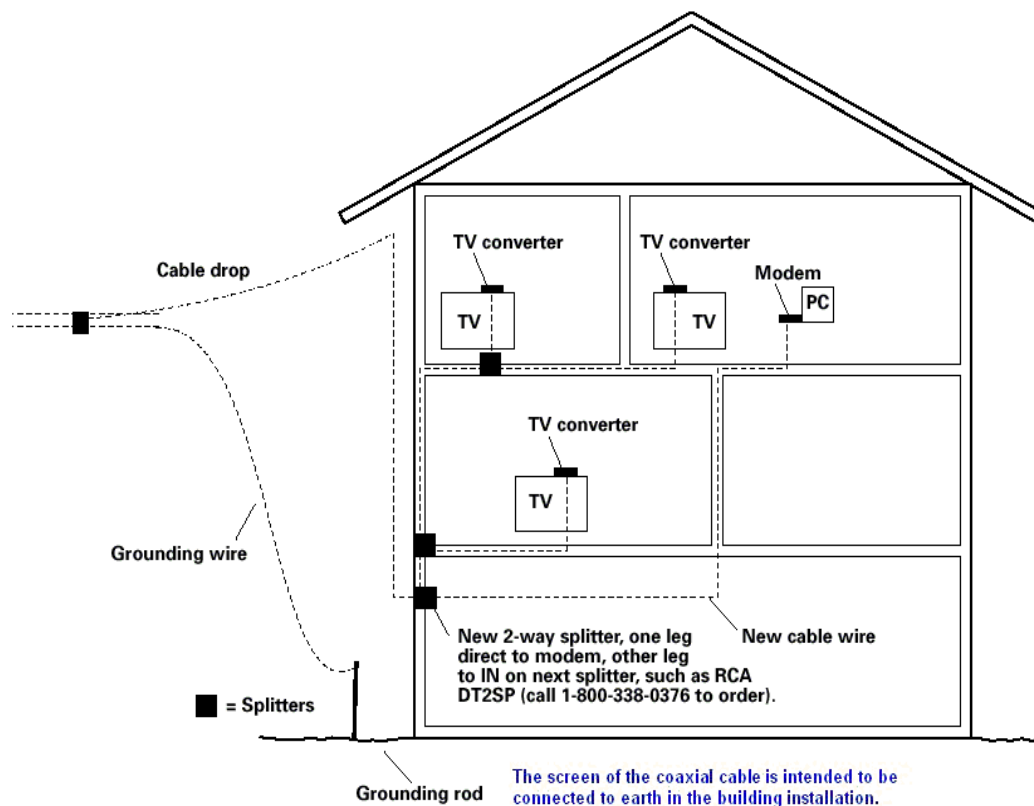 TV converter
TV converter
Cable drop
Modem
PC
TV
TV
TV converter
TV
Grounding wire
New 2-way splitter, one leg
direct to modem, other leg
to IN on next splitter, such as RCA
DT2SP (call 1-800-338-0376 to order).
New cable wire
= Splitters
Grounding rod
The screen of the coaxial cable is intended to be
connected to earth in the building installation.